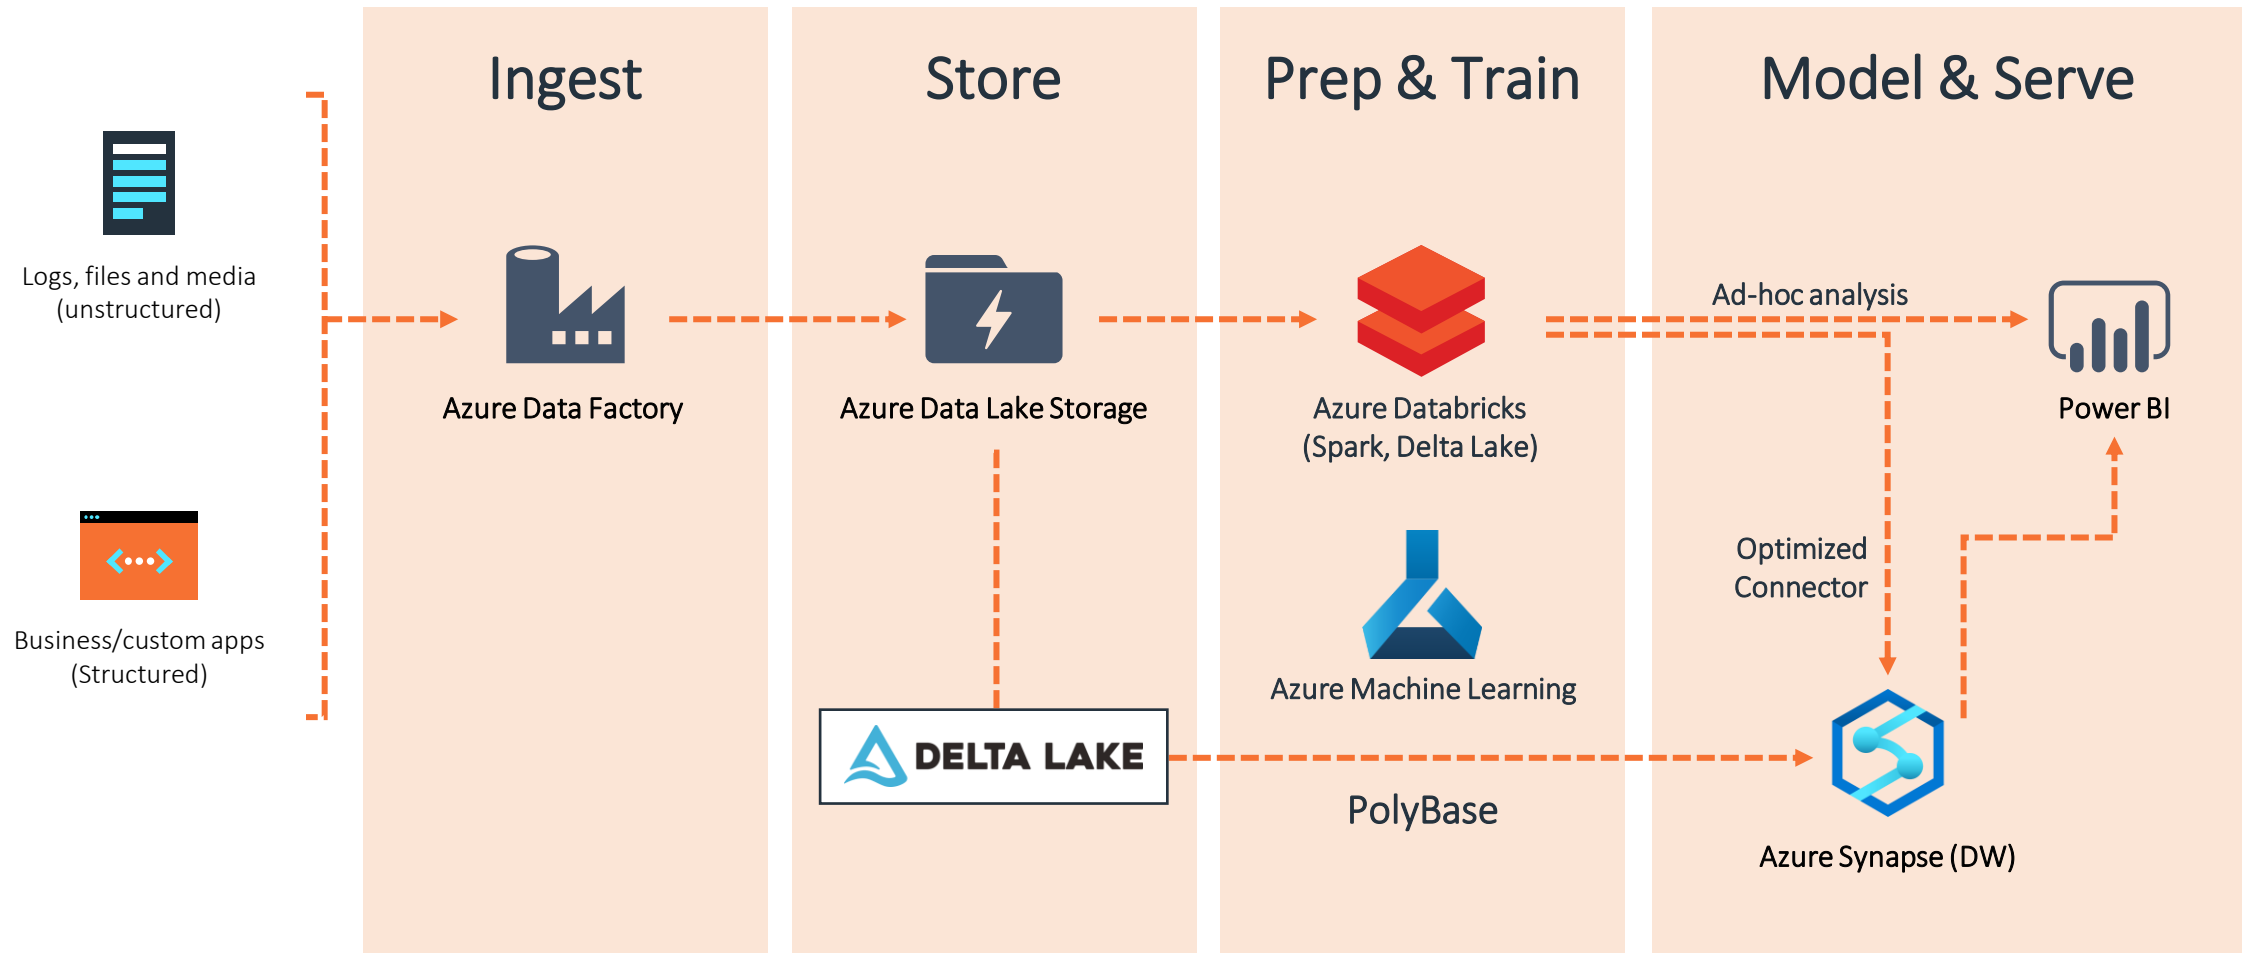 Ingest
Store
Prep & Train
Model & Serve
Logs, files and media
(unstructured)
Business/custom apps
(Structured)
Azure Data Factory
Azure Data Lake Storage
DELTA LAKE
Azure Databricks
(Spark, Delta Lake)
Azure Machine Learning
PolyBase
Ad-hoc analysis
Power BI
Optimized
Connector
Azure Synapse (DW)